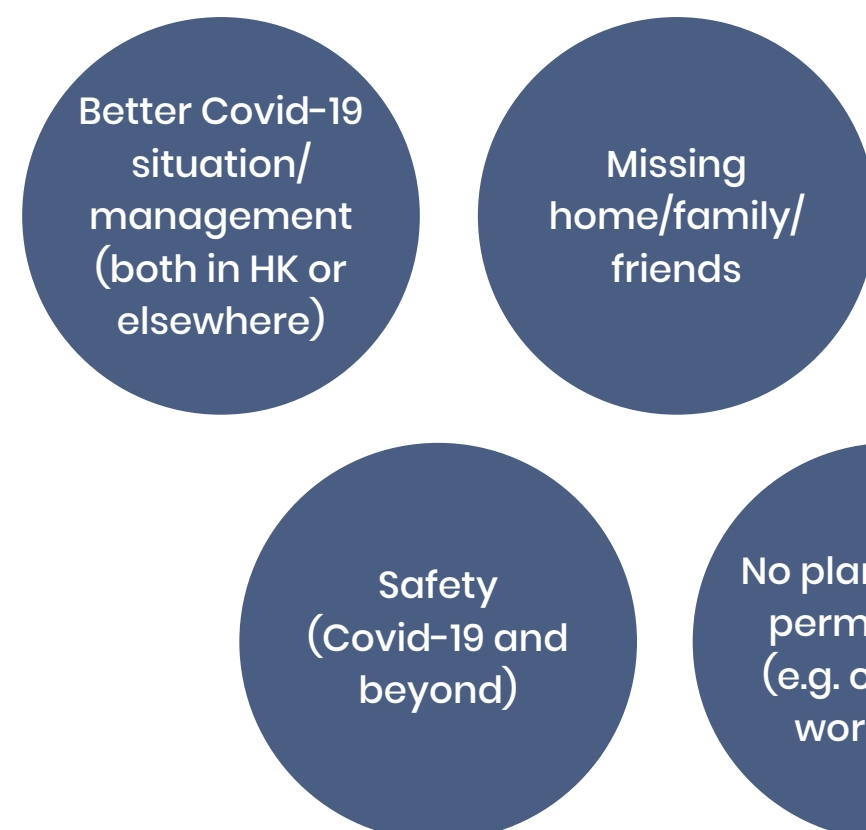 Better Covid-19
situation/
management
(both in HK or
elsewhere)
Missing
home/family/
friends
Safety
(Covid-19 and
beyond)
No
(e.g.